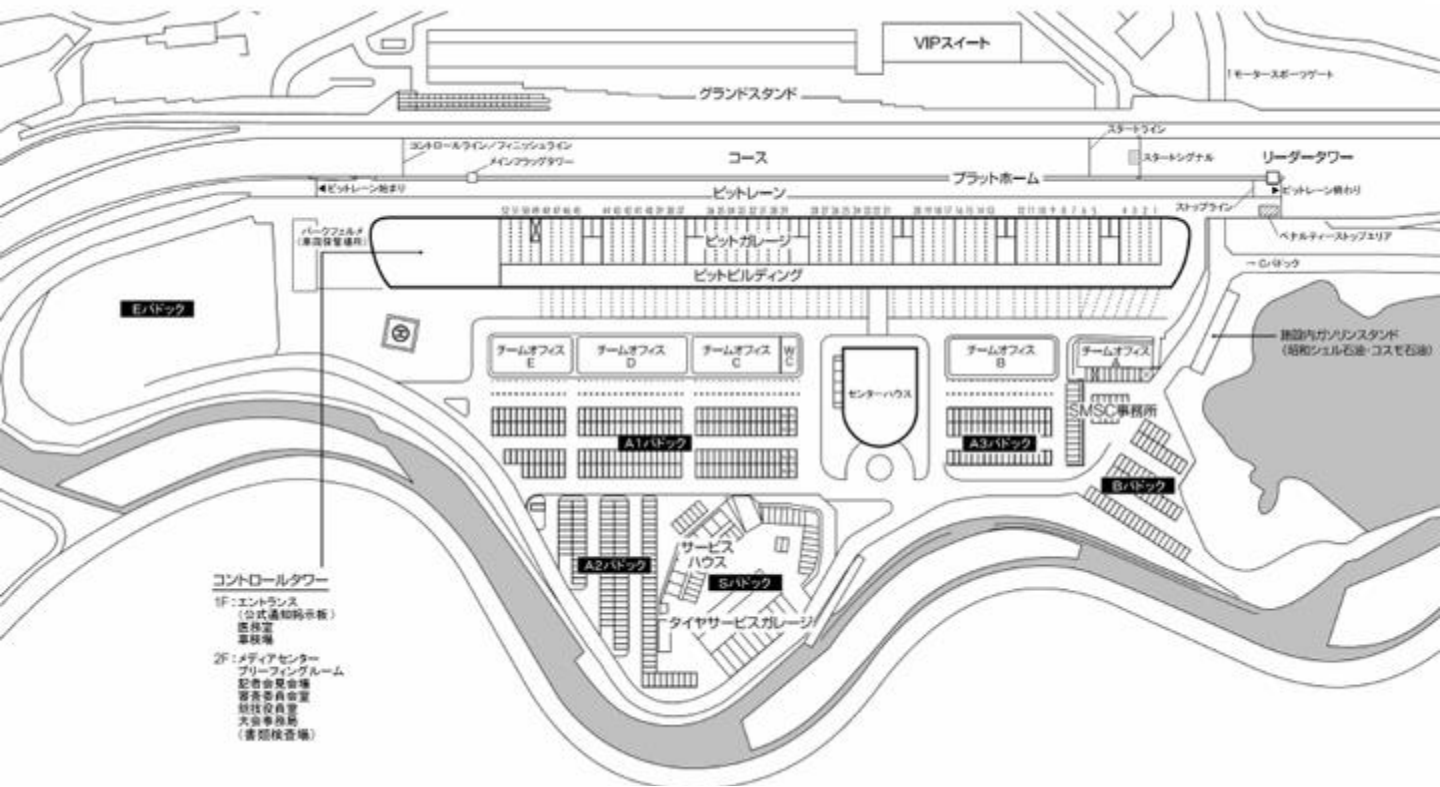 VIPスイート
↑モータースポーツゲート
グランドスタンド
スタートライン
コントロールライン/フィニッシュライン
メインフラッグタワー
コース
スタートシグナル
リーダータワー
プラットホーム
◀ピットレーン始まり
ピットレーン
▶ピットレーン終わり
ストップライン
パークフェルメ
(車両保管場所)
ピットガレージ
ペナルティーストップエリア
ピットビルディング
→Cパドック
Eパドック
施設内ガソリンスタンド
(昭和シェル石油・コスモ石油)
チームオフィス
E
チームオフィス
D
チームオフィス
C
WC
センターハウス
チームオフィス
B
チームオフィス
A
SMSC事務所
A1パドック
A3パドック
Bパドック
サービス
ハウス
A2パドック
Sパドック
タイヤサービスガレージ
コントロールタワー
1F:エントランス
(公式通知掲示板)
医務室
車検場
2F:メディアセンター
ブリーフィングルーム
記者会見会場
審査委員会室
競技役員室
大会事務局
(書類検査場)